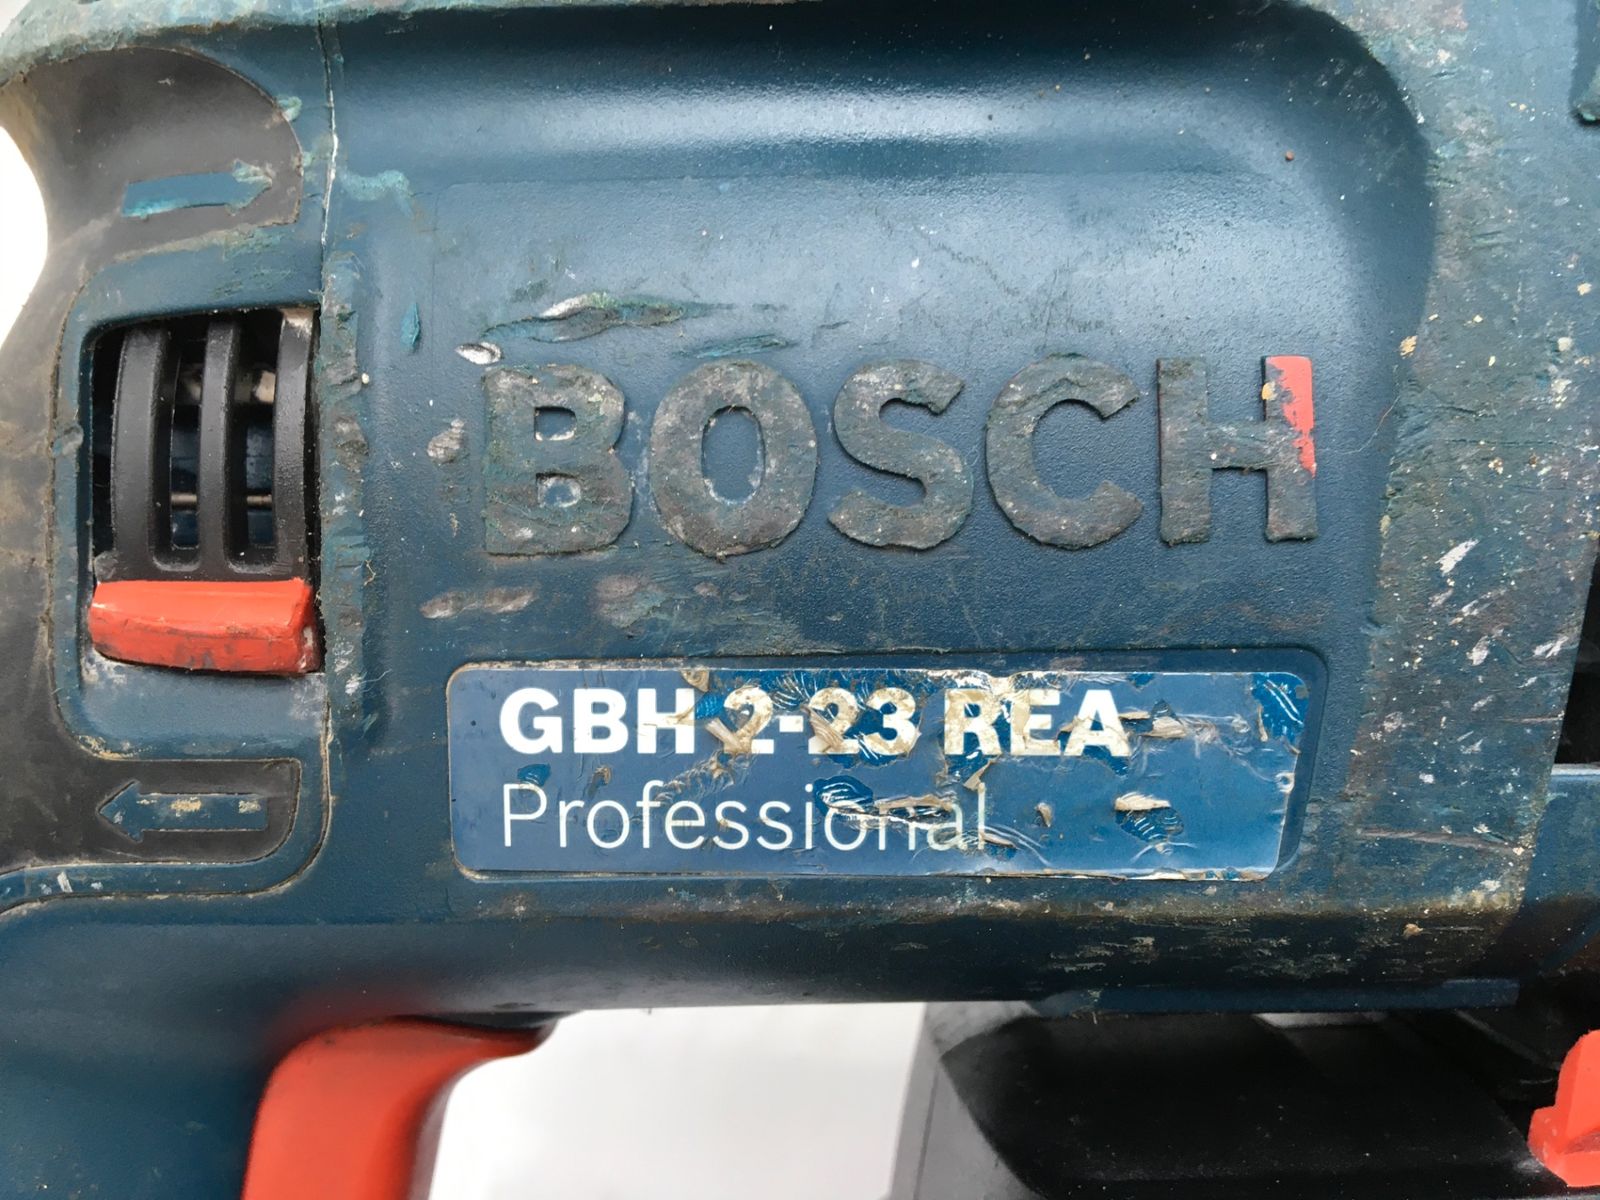 BOSCH
GBH 2-23 REA
Professional